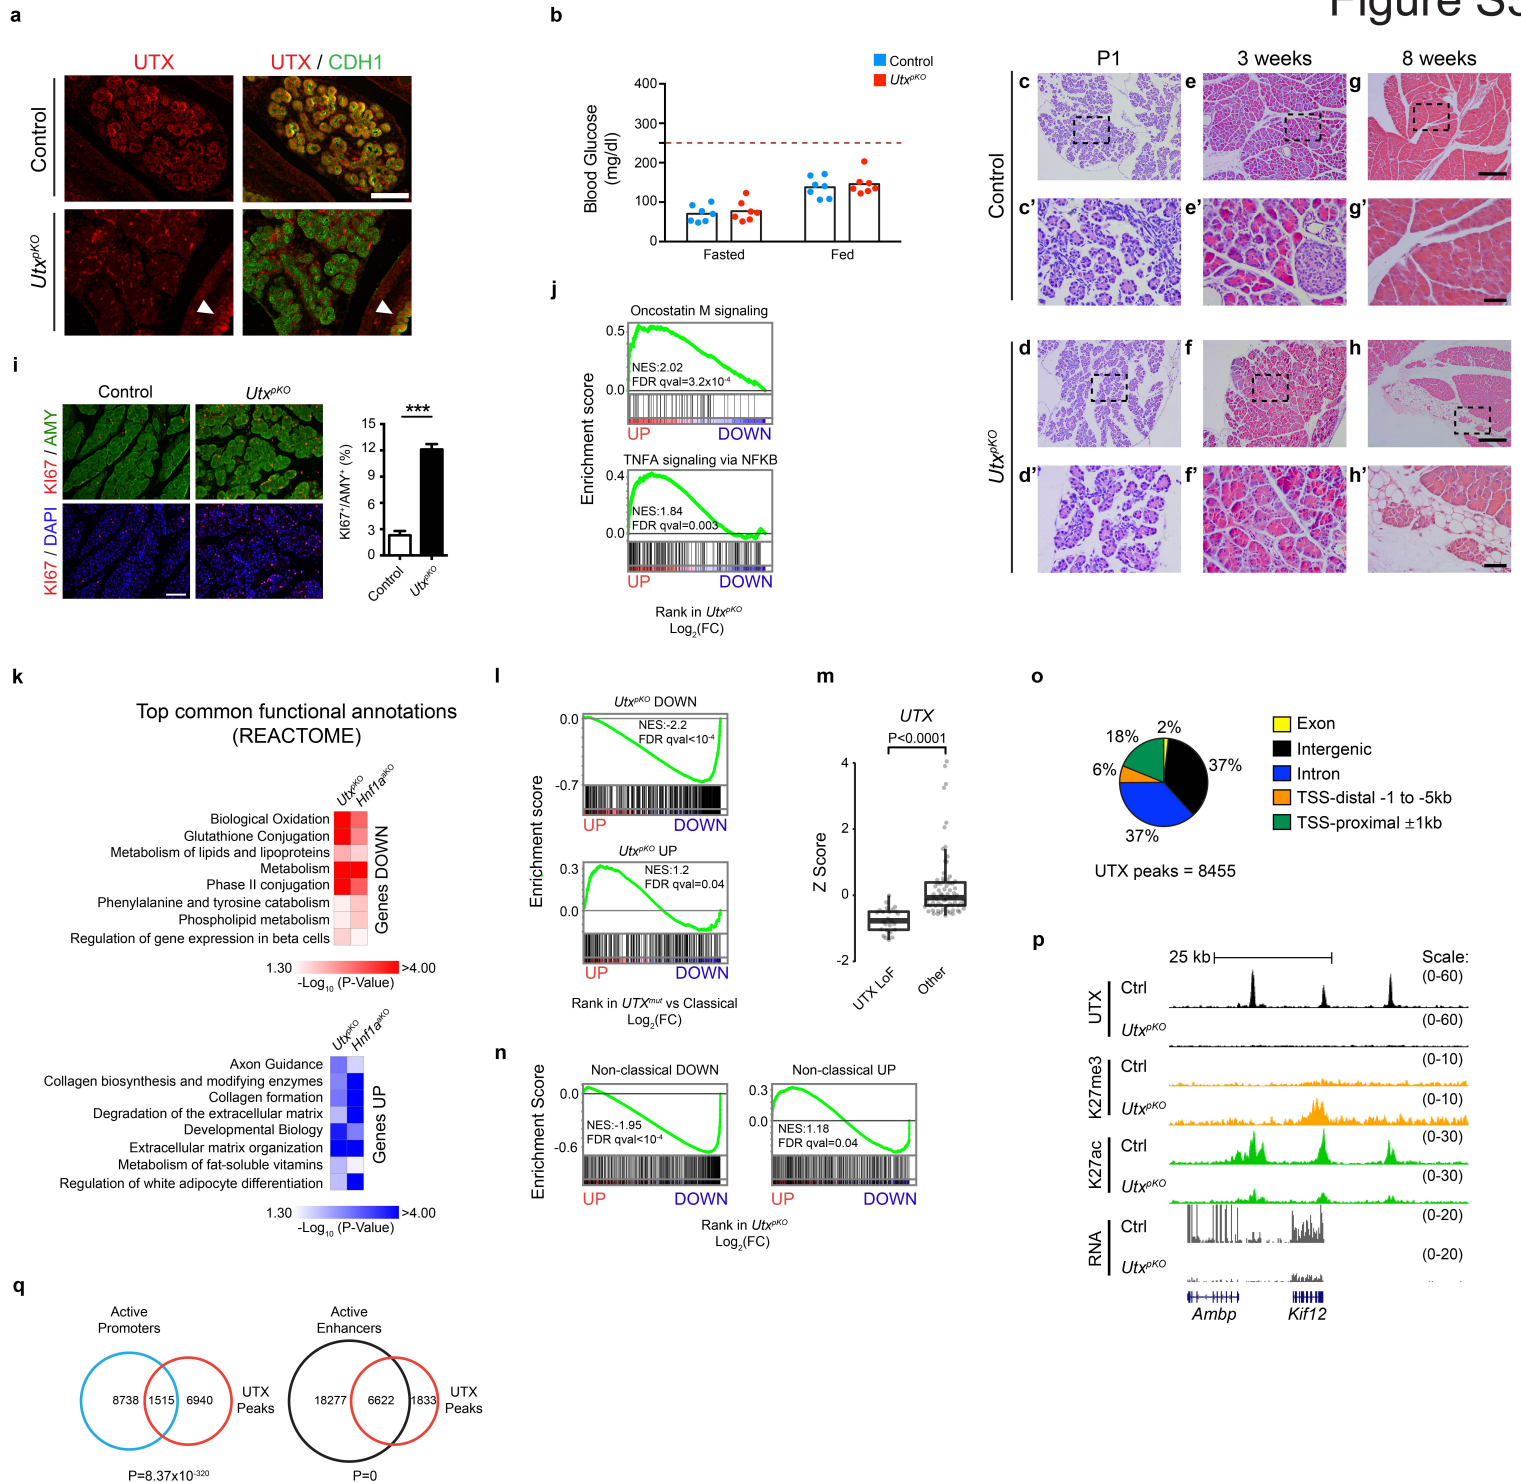 Figure S3
a
UTX
UTX / CDH1
Control
UtxpKO
b
Control
UtxpKO
Blood Glucose
(mg/dl)
400
300
200
100
0
Fasted
Fed
P1
3 weeks
8 weeks
c
e
g
Control
c'
e'
g'
d
f
h
UtxpKO
d'
f'
h'
i
Control
UtxpKO
KI67 / AMY
KI67 / DAPI
KI67+/AMY+ (%)
***
15
12
9
6
3
0
Control
UtxpKO
j
Oncostatin M signaling
Enrichment score
0.5
NES:2.02
FDR qval=3.2x10-4
0.0
UP
DOWN
TNFA signaling via NFKB
0.4
NES:1.84
FDR qval=0.003
0.0
UP
DOWN
Rank in UtxpKO
Log2(FC)
k
Top common functional annotations
(REACTOME)
UtxpKO
Hnf1aaKO
Biological Oxidation
Glutathione Conjugation
Metabolism of lipids and lipoproteins
Metabolism
Phase II conjugation
Phenylalanine and tyrosine catabolism
Phospholipid metabolism
Regulation of gene expression in beta cells
Genes DOWN
1.30
>4.00
-Log10 (P-Value)
UtxpKO
Hnf1aaKO
Axon Guidance
Collagen biosynthesis and modifying enzymes
Collagen formation
Degradation of the extracellular matrix
Developmental Biology
Extracellular matrix organization
Metabolism of fat-soluble vitamins
Regulation of white adipocyte differentiation
Genes UP
1.30
>4.00
-Log10 (P-Value)
l
UtxpKO DOWN
Enrichment score
0.0
NES:-2.2
FDR qval<10-4
-0.7
UP
DOWN
UtxpKO UP
0.3
NES:1.2
FDR qval=0.04
0.0
UP
DOWN
Rank in UTXmut vs Classical
Log2(FC)
m
UTX
P<0.0001
Z Score
4
2
0
-2
UTX LoF
Other
n
Non-classical DOWN
Enrichment Score
0.0
NES:-1.95
FDR qval<10-4
-0.6
UP
DOWN
Non-classical UP
0.3
0.0
NES:1.18
FDR qval=0.04
UP
DOWN
Rank in UtxpKO
Log2(FC)
o
18%
2%
6%
37%
37%
Exon
Intergenic
Intron
TSS-distal -1 to -5kb
TSS-proximal ±1kb
UTX peaks = 8455
p
25 kb
Scale:
UTX
Ctrl
(0-60)
UtxpKO
(0-60)
K27me3
Ctrl
(0-10)
UtxpKO
(0-10)
K27ac
Ctrl
(0-30)
UtxpKO
(0-30)
RNA
Ctrl
(0-20)
UtxpKO
(0-20)
Ambp
Kif12
q
Active
Promoters
8738
1515
6940
UTX
Peaks
P=8.37x10-320
Active
Enhancers
18277
6622
1833
UTX
Peaks
P=0